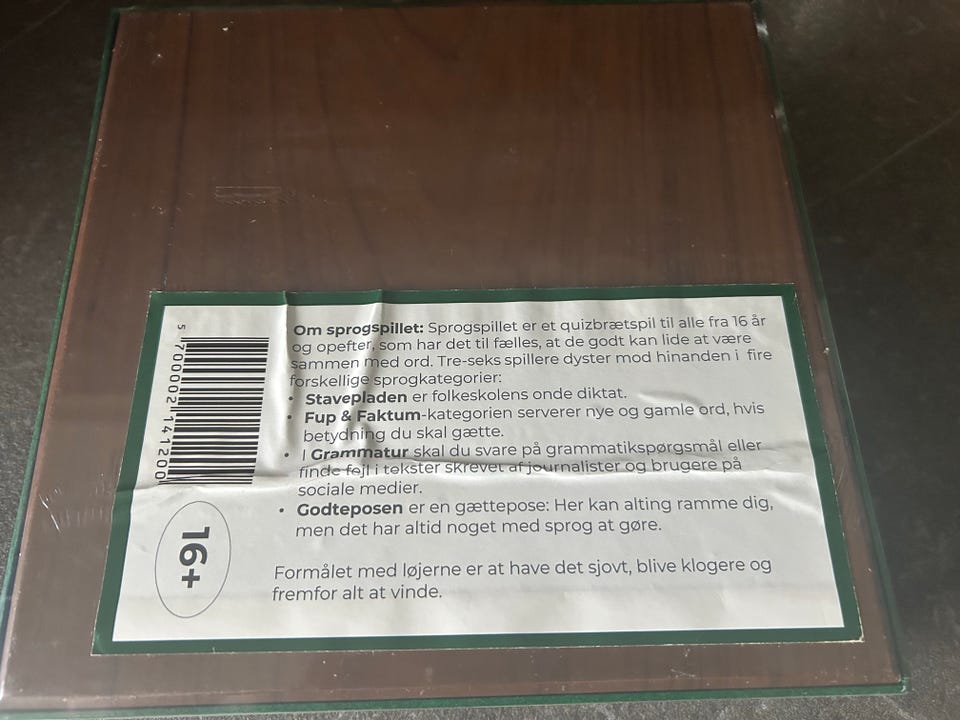 Om sprogspillet: Sprogspillet er et quizbrætspil til alle fra 16 år
og opefter, som har det til fælles, at de godt kan lide at være
sammen med ord. Tre-seks spillere dyster mod hinanden i fire
forskellige sprogkategorier:
• Stavepladen er folkeskolens onde diktat.
• Fup & Faktum-kategorien serverer nye og gamle ord, hvis
betydning du skal gætte.
• I Grammatur skal du svare på grammatikspørgsmål eller
finde fejl i tekster skrevet af journalister og brugere på
sociale medier.
• Godteposen er en gættepose: Her kan alting ramme dig,
men det har altid noget med sprog at gøre.
Formålet med løjerne er at have det sjovt, blive klogere og
fremfor alt at vinde.
5 700002 141200
16+